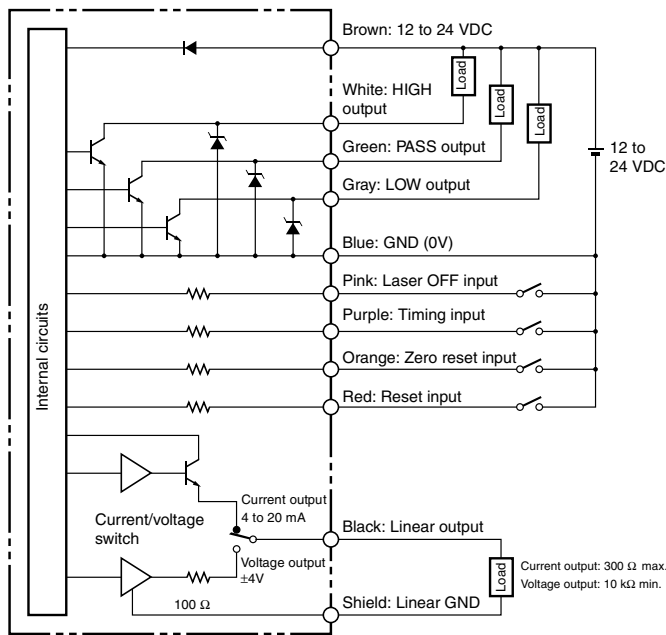 Brown: 12 to 24 VDC
White: HIGH
output
Load
Load
Load
Green: PASS output
12 to
24 VDC
Gray: LOW output
Blue: GND (0V)
Pink: Laser OFF input
Purple: Timing input
Orange: Zero reset input
Red: Reset input
Internal circuits
Current output
4 to 20 mA
Current/voltage
switch
Black: Linear output
Voltage output
±4V
Load
Current output: 300 Ω max.
Voltage output: 10 kΩ min.
100 Ω
Shield: Linear GND